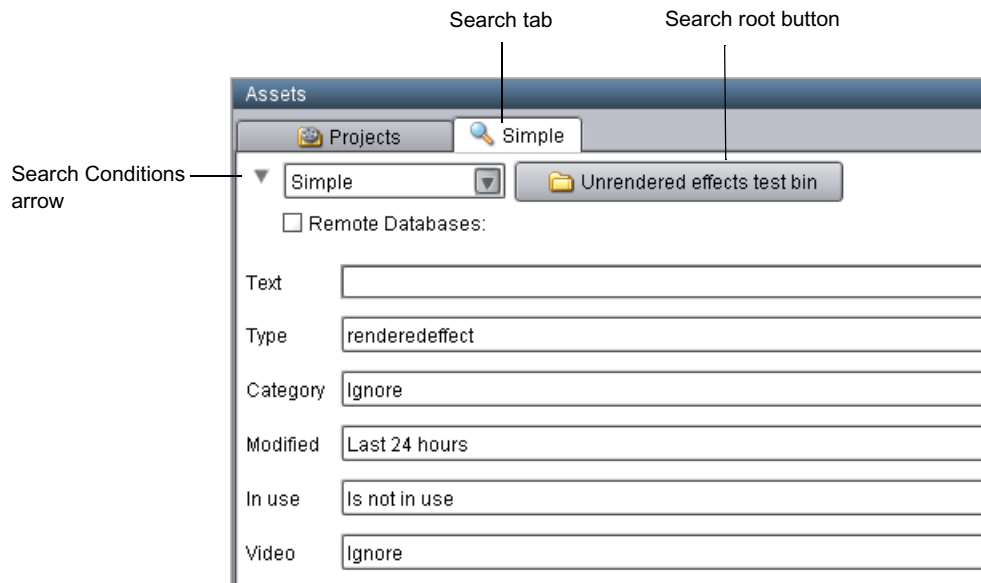 Search tab
Search root button
Assets
Projects
Simple
Search Conditions
arrow
Simple
Unrendered effects test bin
Remote Databases:
Text
Type
renderedeffect
Category
Ignore
Modified
Last 24 hours
In use
Is not in use
Video
Ignore